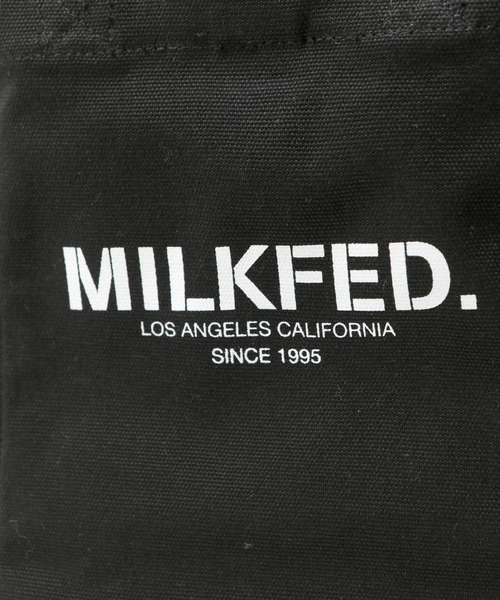 MILKFED.
LOS ANGELES CALIFORNIA
SINCE 1995